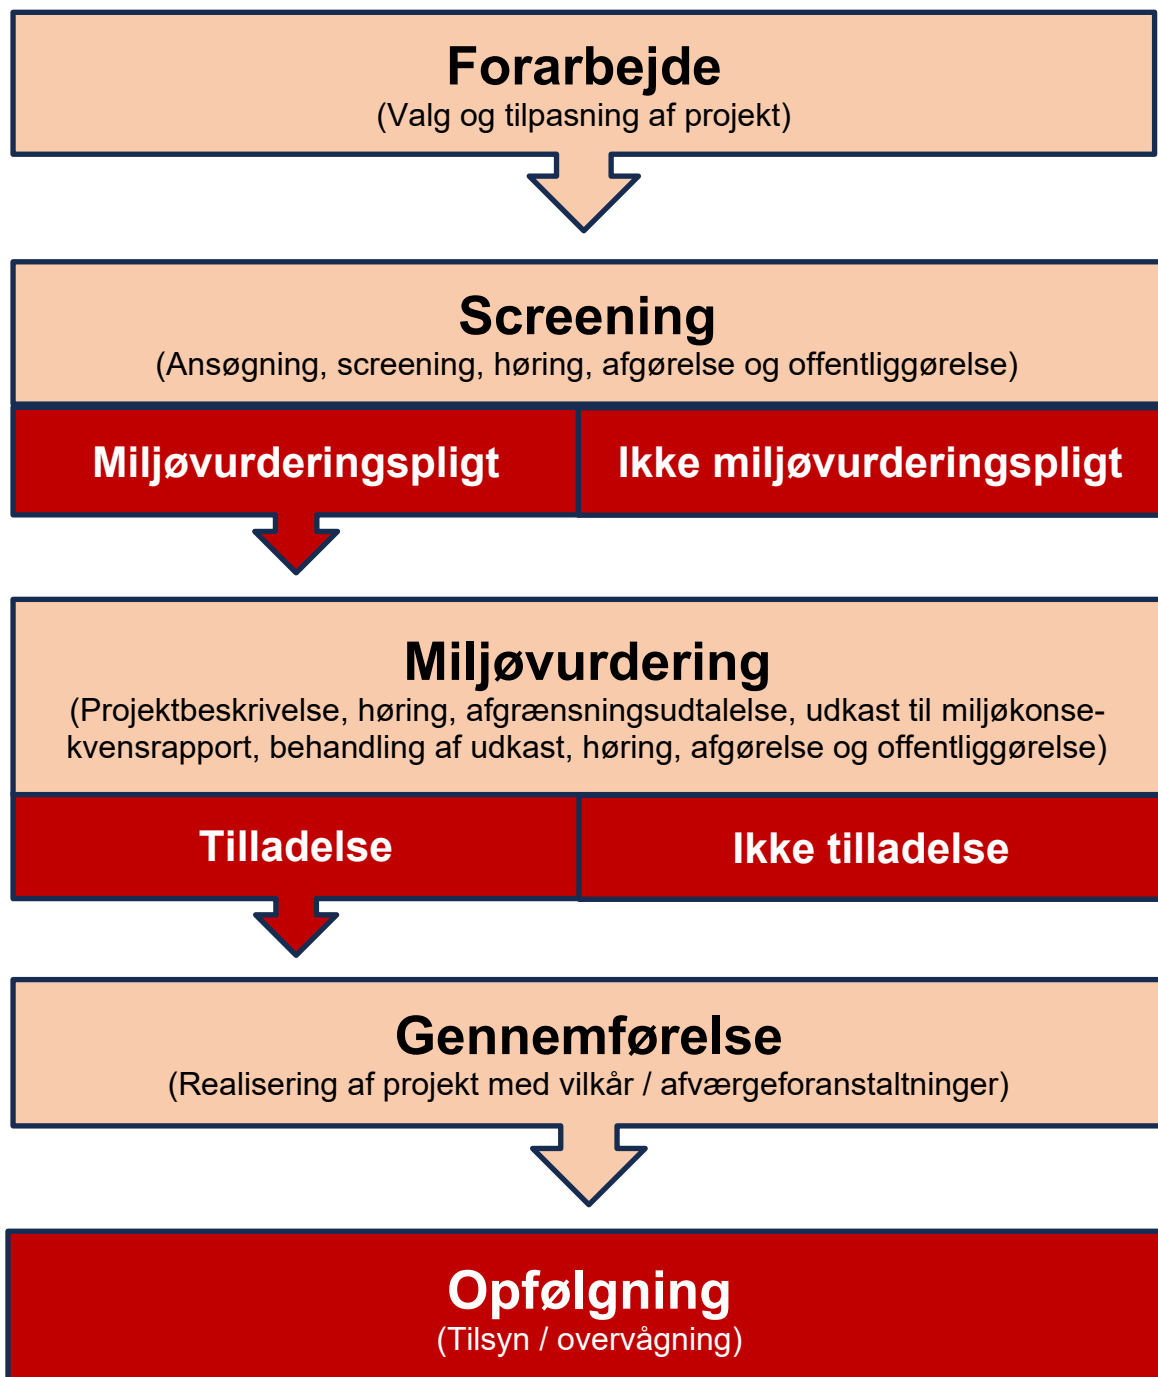 Forarbejde
(Valg og tilpasning af projekt)
Screening
(Ansøgning, screening, høring, afgørelse og offentliggørelse)
Miljøvurderingspligt
Ikke miljøvurderingspligt
Miljøvurdering
(Projektbeskrivelse, høring, afgrænsningsudtalelse, udkast til miljøkonse-
kvensrapport, behandling af udkast, høring, afgørelse og offentliggørelse)
Tilladelse
Ikke tilladelse
Gennemførelse
(Realisering af projekt med vilkår / afværgeforanstaltninger)
Opfølgning
(Tilsyn / overvågning)